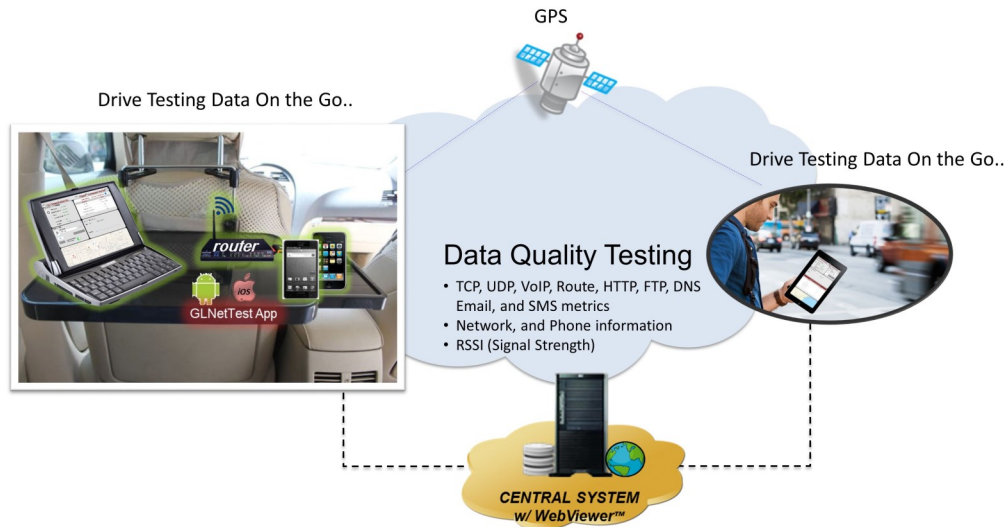 GPS
Drive Testing Data On the Go..
Drive Testing Data On the Go..
router
iOS
GLNetTest App
Data Quality Testing
• TCP, UDP, VoIP, Route, HTTP, FTP, DNS
Email, and SMS metrics
• Network, and Phone information
• RSSI (Signal Strength)
CENTRAL SYSTEM
w/ WebViewer™